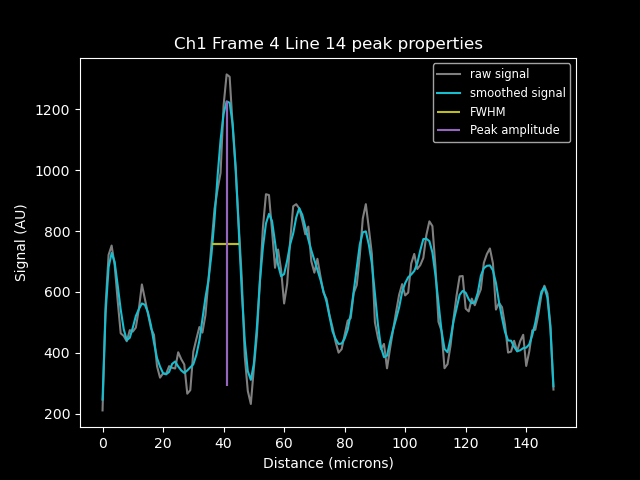 Ch1 Frame 4 Line 14 peak properties
raw signal
smoothed signal
FWHM
Peak amplitude
Signal (AU)
1200
1000
800
600
400
200
0 20 40 60 80 100 120 140
Distance (microns)